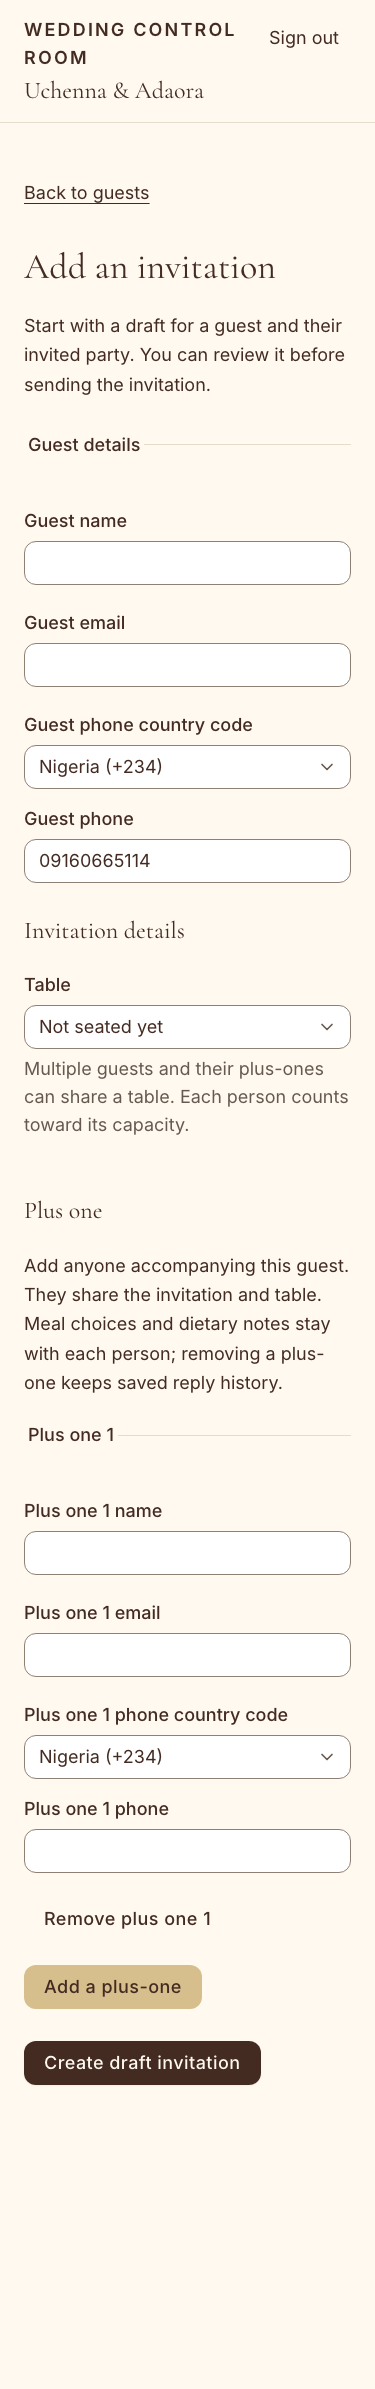 WEDDING CONTROL
ROOM
Sign out
Uchenna & Adaora
Back to guests
Add an invitation
Start with a draft for a guest and their
invited party. You can review it before
sending the invitation.
Guest details
Guest name
Guest email
Guest phone country code
Nigeria (+234)
Guest phone
09160665114
Invitation details
Table
Not seated yet
Multiple guests and their plus-ones
can share a table. Each person counts
toward its capacity.
Plus one
Add anyone accompanying this guest.
They share the invitation and table.
Meal choices and dietary notes stay
with each person; removing a plus-
one keeps saved reply history.
Plus one 1
Plus one 1 name
Plus one 1 email
Plus one 1 phone country code
Nigeria (+234)
Plus one 1 phone
Remove plus one 1
Add a plus-one
Create draft invitation